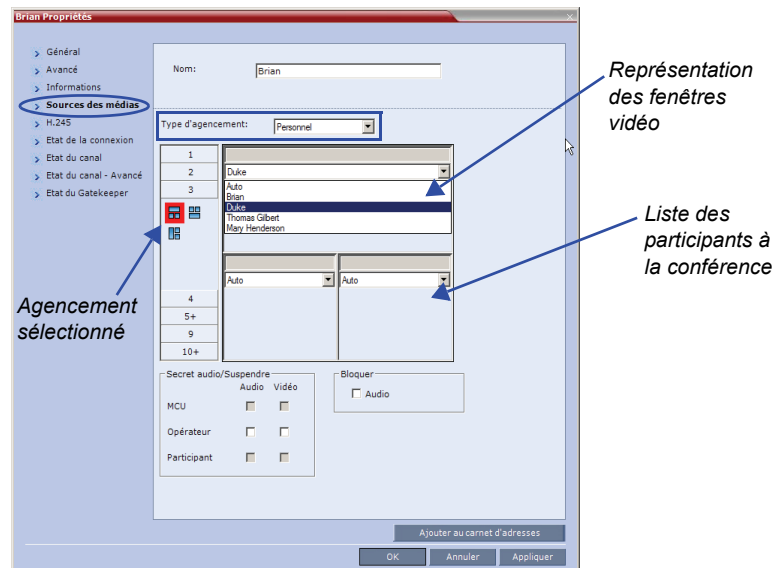 Brian Propriétés
Général
Avancé
Informations
Sources des médias
H.245
Etat de la connexion
Etat du canal
Etat du canal - Avancé
Etat du Gatekeeper
Nom:
Brian
Type d'agencement:
Personnel
1
2
3
Duke
Auto
Brian
Duke
Thomas Gilbert
Mary Henderson
Auto
Auto
4
5+
9
10+
Secret audio/Suspendre
Audio Vidéo
MCU
Opérateur
Participant
Bloquer
Audio
Ajouter au carnet d'adresses
OK
Annuler
Appliquer
Représentation
des fenêtres
vidéo
Liste des
participants à
la conférence
Agencement
sélectionné